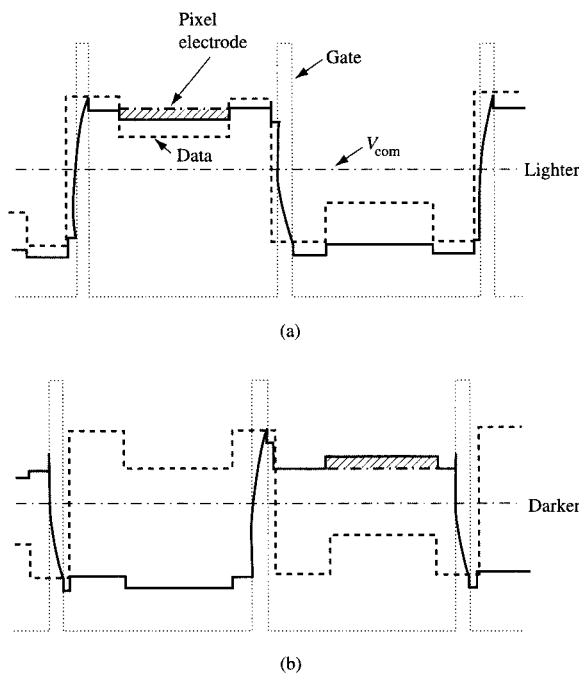 Pixel
electrode
Gate
Data
V_com
Lighter
(a)
Darker
(b)